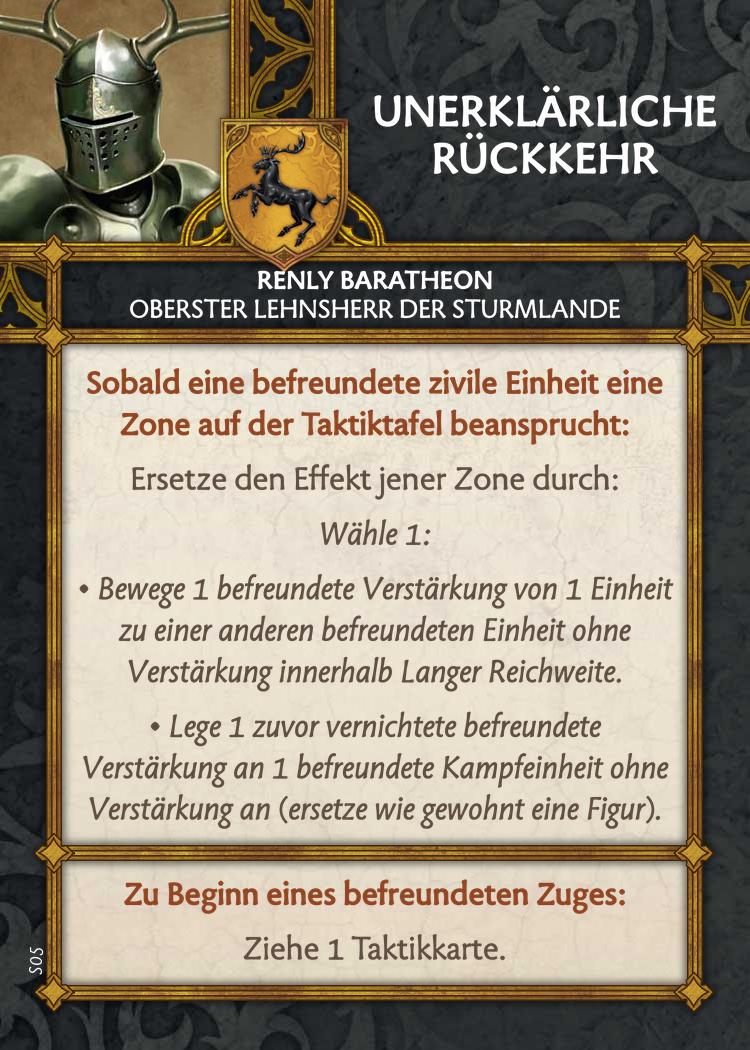 UNERKLÄRLICHE
RÜCKKEHR
RENLY BARATHEON
OBERSTER LEHNSHERR DER STURMLANDE
Sobald eine befreundete zivile Einheit eine
Zone auf der Taktiktafel beansprucht:
Ersetze den Effekt jener Zone durch:
Wähle 1:
• Bewege 1 befreundete Verstärkung von 1 Einheit
zu einer anderen befreundeten Einheit ohne
Verstärkung innerhalb Langer Reichweite.
• Lege 1 zuvor vernichtete befreundete
Verstärkung an 1 befreundete Kampfeinheit ohne
Verstärkung an (ersetze wie gewohnt eine Figur).
Zu Beginn eines befreundeten Zuges:
Ziehe 1 Taktikkarte.
S05